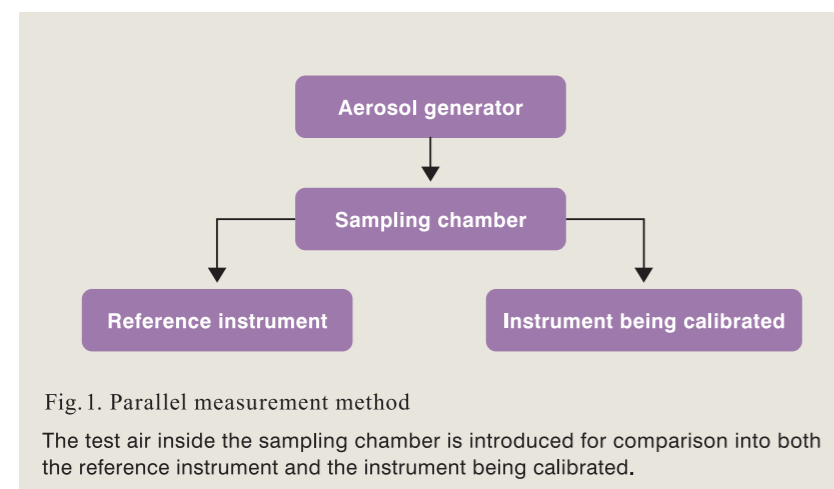 Aerosol generator
Sampling chamber
Reference instrument
Instrument being calibrated
Fig. 1. Parallel measurement method
The test air inside the sampling chamber is introduced for comparison into both
the reference instrument and the instrument being calibrated.